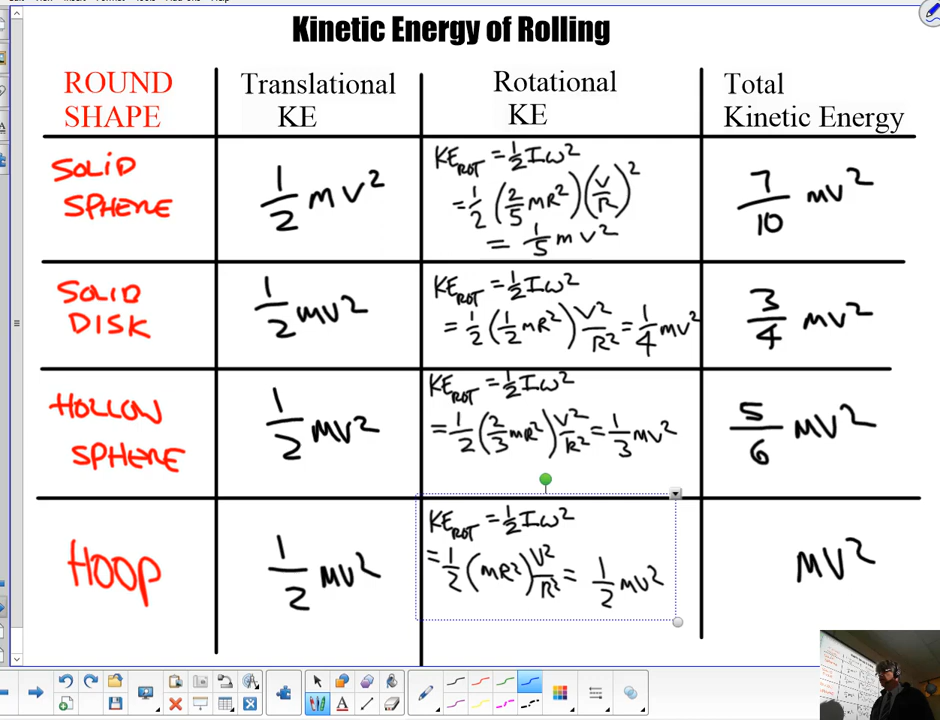 Kinetic Energy of Rolling
ROUND SHAPE
Translational KE
Rotational KE
Total Kinetic Energy
SOLID SPHERE
1/2 mv²
KE_ROT = 1/2 Iω²
= 1/2 (2/5 mR²)(v/R)²
= 1/5 mv²
7/10 mv²
SOLID DISK
1/2 mv²
KE_ROT = 1/2 Iω²
= 1/2 (1/2 mR²) v²/R² = 1/4 mv²
3/4 mv²
HOLLOW SPHERE
1/2 mv²
KE_ROT = 1/2 Iω²
= 1/2 (2/3 mR²) v²/R² = 1/3 mv²
5/6 mv²
HOOP
1/2 mv²
KE_ROT = 1/2 Iω²
= 1/2 (mR²) v²/R² = 1/2 mv²
mv²